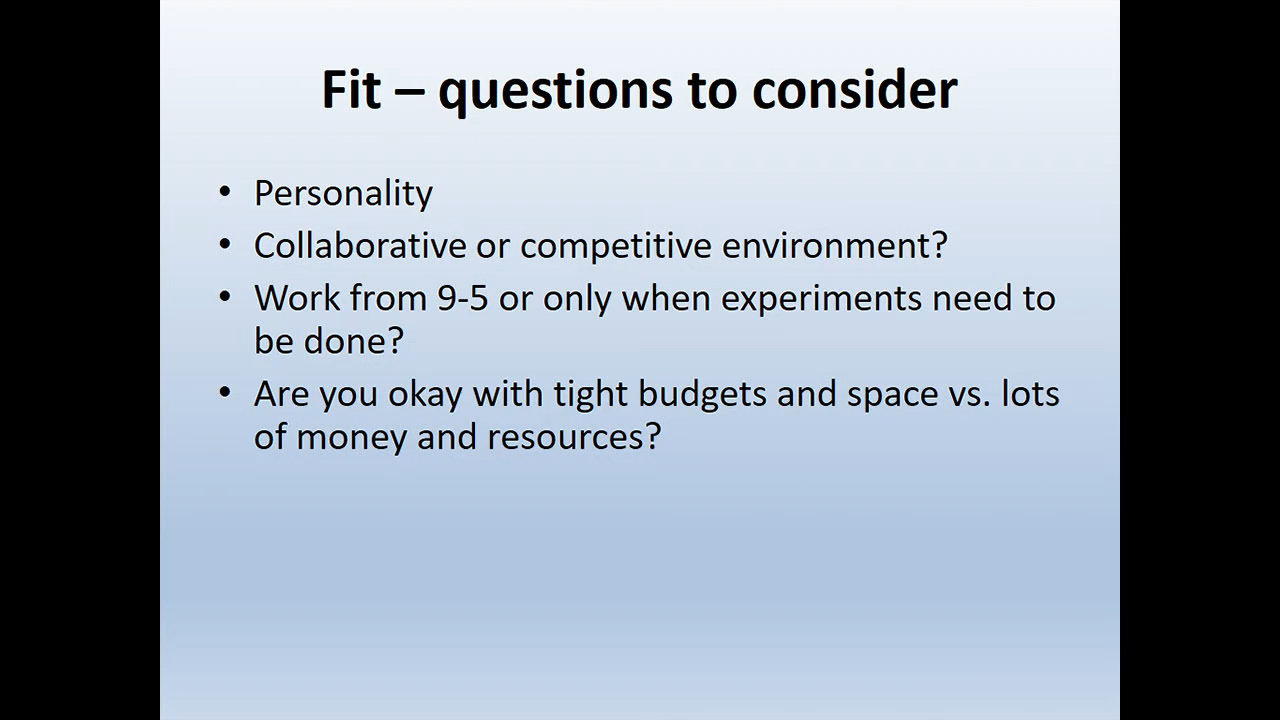 Fit – questions to consider
• Personality
• Collaborative or competitive environment?
• Work from 9-5 or only when experiments need to
be done?
• Are you okay with tight budgets and space vs. lots
of money and resources?